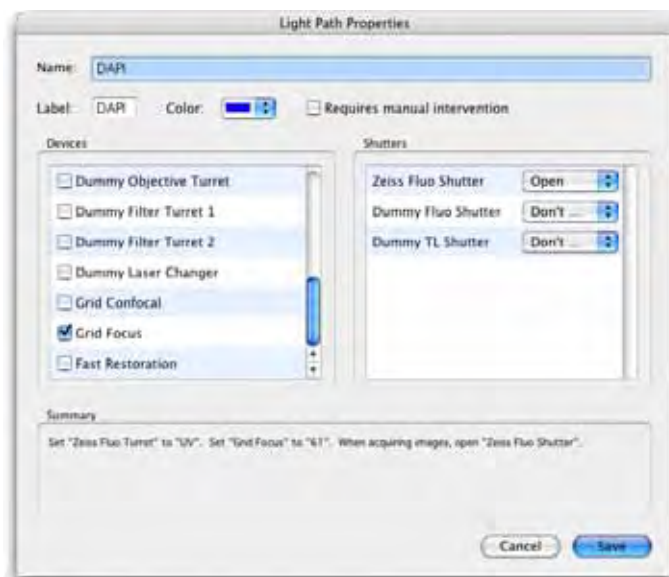 Light Path Properties
Name: DAPI
Label: DAPI Color: Requires manual intervention
Devices
Dummy Objective Turret
Dummy Filter Turret 1
Dummy Filter Turret 2
Dummy Laser Changer
Grid Confocal
Grid Focus
Fast Restoration
Shutters
Zeiss Fluo Shutter Open
Dummy Fluo Shutter Don't ...
Dummy TL Shutter Don't ...
Summary
Set "Zeiss Fluo Turret" to "UV". Set "Grid Focus" to "61". When acquiring images, open "Zeiss Fluo Shutter".
Cancel Save